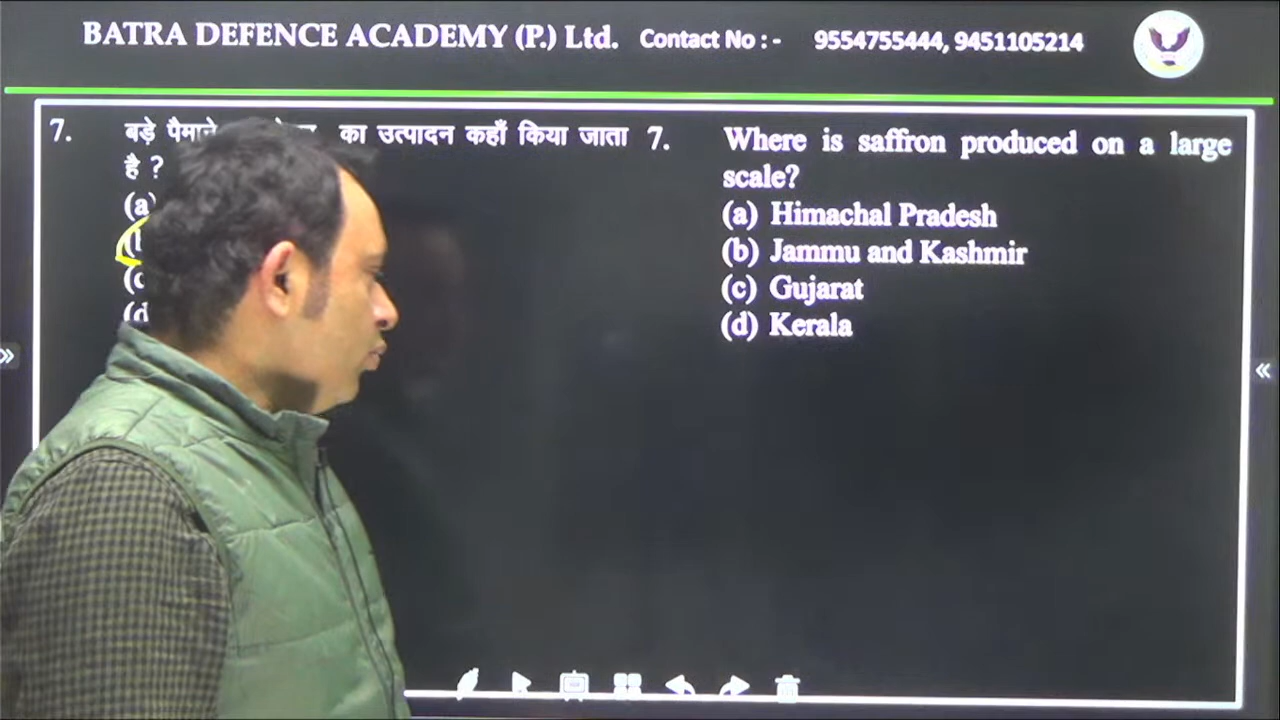 BATRA DEFENCE ACADEMY (P.) Ltd. Contact No : - 9554755444, 9451105214
7. बड़े पैमाने का उत्पादन कहाँ किया जाता
है ?
(a)
(b
(c
(d
7. Where is saffron produced on a large
scale?
(a) Himachal Pradesh
(b) Jammu and Kashmir
(c) Gujarat
(d) Kerala